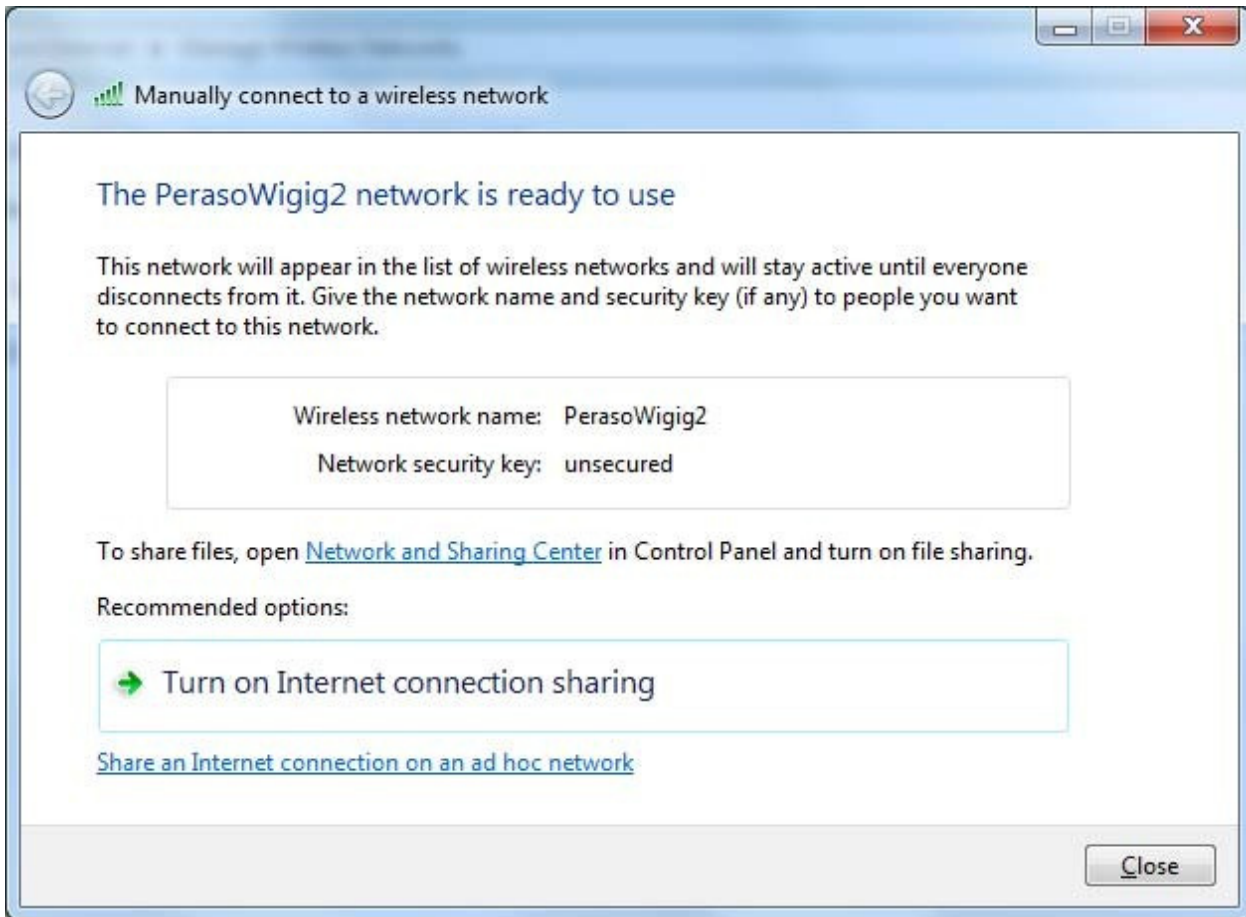 Manually connect to a wireless network
The PerasoWigig2 network is ready to use
This network will appear in the list of wireless networks and will stay active until everyone
disconnects from it. Give the network name and security key (if any) to people you want
to connect to this network.
Wireless network name: PerasoWigig2
Network security key: unsecured
To share files, open Network and Sharing Center in Control Panel and turn on file sharing.
Recommended options:
Turn on Internet connection sharing
Share an Internet connection on an ad hoc network
Close